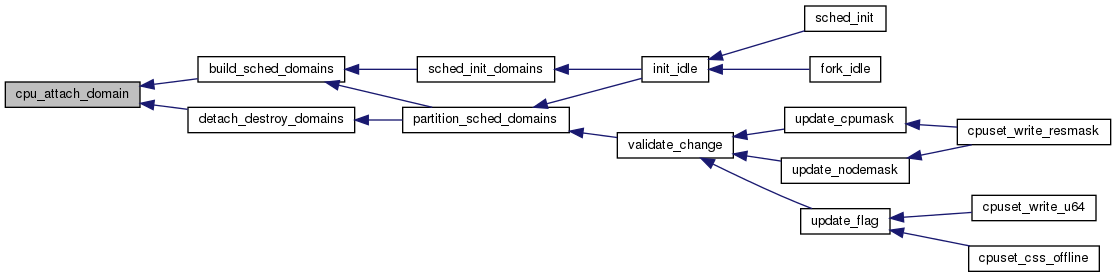 cpu_attach_domain
build_sched_domains
detach_destroy_domains
sched_init_domains
partition_sched_domains
init_idle
validate_change
sched_init
fork_idle
update_cpumask
update_nodemask
update_flag
cpuset_write_resmask
cpuset_write_u64
cpuset_css_offline